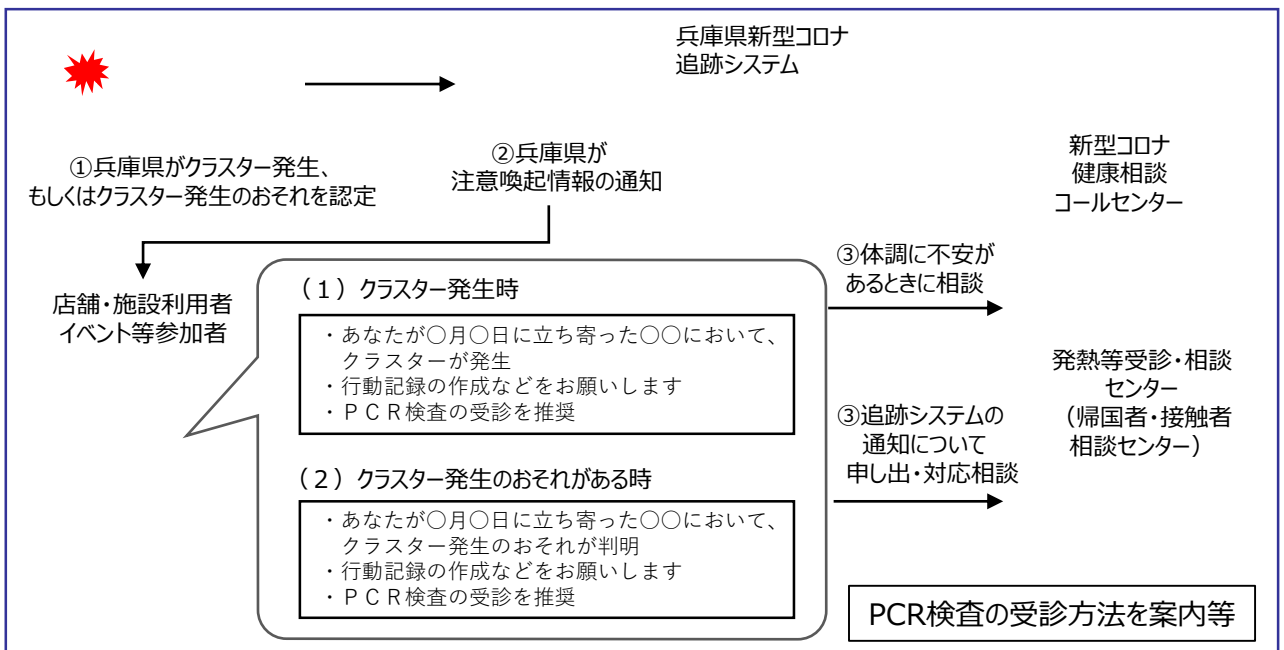 兵庫県新型コロナ
追跡システム
①兵庫県がクラスター発生、
もしくはクラスター発生のおそれを認定
②兵庫県が
注意喚起情報の通知
新型コロナ
健康相談
コールセンター
店舗・施設利用者
イベント等参加者
（１）クラスター発生時
・あなたが〇月〇日に立ち寄った〇〇において、
クラスターが発生
・行動記録の作成などをお願いします
・ＰＣＲ検査の受診を推奨
（２）クラスター発生のおそれがある時
・あなたが〇月〇日に立ち寄った〇〇において、
クラスター発生のおそれが判明
・行動記録の作成などをお願いします
・ＰＣＲ検査の受診を推奨
③体調に不安が
あるときに相談
③追跡システムの
通知について
申し出・対応相談
発熱等受診・相談
センター
（帰国者・接触者
相談センター）
PCR検査の受診方法を案内等